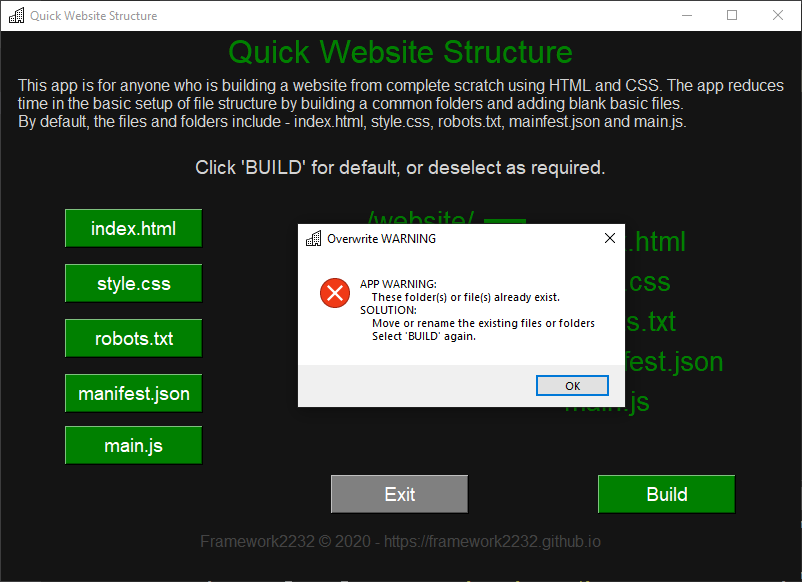 Quick Website Structure
Quick Website Structure
This app is for anyone who is building a website from complete scratch using HTML and CSS. The app reduces
time in the basic setup of file structure by building a common folders and adding blank basic files.
By default, the files and folders include - index.html, style.css, robots.txt, mainfest.json and main.js.
Click 'BUILD' for default, or deselect as required.
index.html
style.css
robots.txt
manifest.json
main.js
/website/
.html
.css
s.txt
fest.json
main.js
Overwrite WARNING
APP WARNING:
These folder(s) or file(s) already exist.
SOLUTION:
Move or rename the existing files or folders
Select 'BUILD' again.
OK
Exit
Build
Framework2232 © 2020 - https://framework2232.github.io